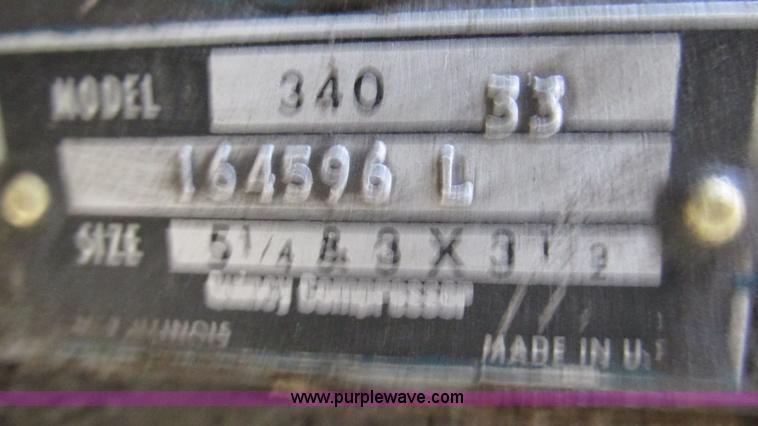 MODEL 340 33
164596 L
SIZE 5 1/4 & 3 X 3 1 2
Quincy Compressor
ILLINOIS MADE IN U.S
www.purplewave.com